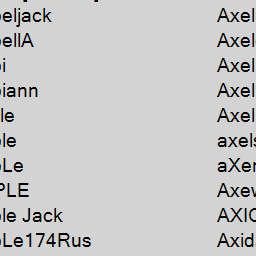 eljack Axel
ellA Axel
i Axel
iann Axel
le Axel
le axels
Le aXer
PLE Axew
le Jack AXIC
Le174Rus Axid